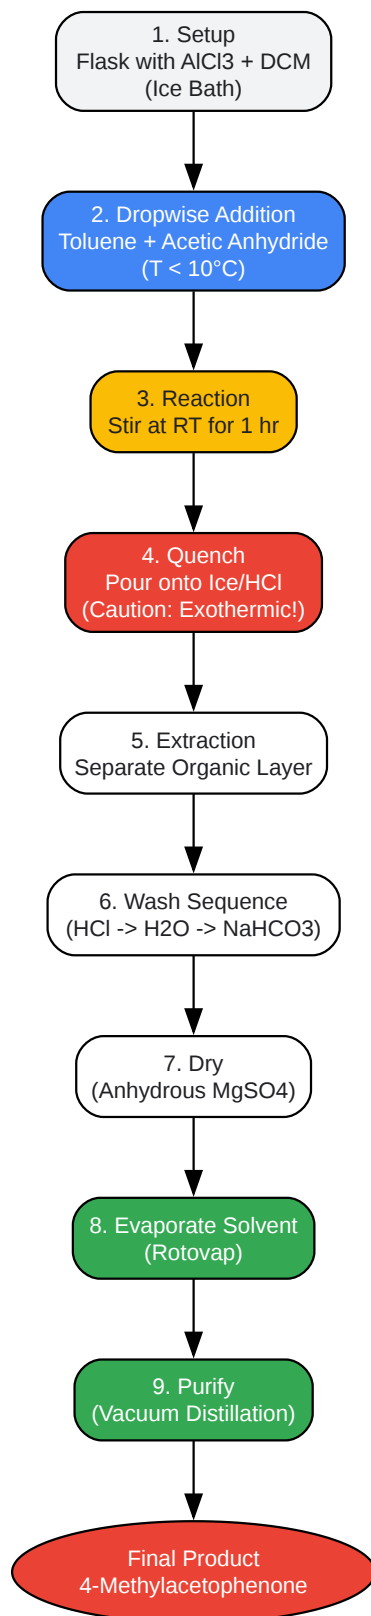 1. Setup
Flask with AlCl3 + DCM
(Ice Bath)
2. Dropwise Addition
Toluene + Acetic Anhydride
(T < 10°C)
3. Reaction
Stir at RT for 1 hr
4. Quench
Pour onto Ice/HCl
(Caution: Exothermic!)
5. Extraction
Separate Organic Layer
6. Wash Sequence
(HCl -> H2O -> NaHCO3)
7. Dry
(Anhydrous MgSO4)
8. Evaporate Solvent
(Rotovap)
9. Purify
(Vacuum Distillation)
Final Product
4-Methylacetophenone